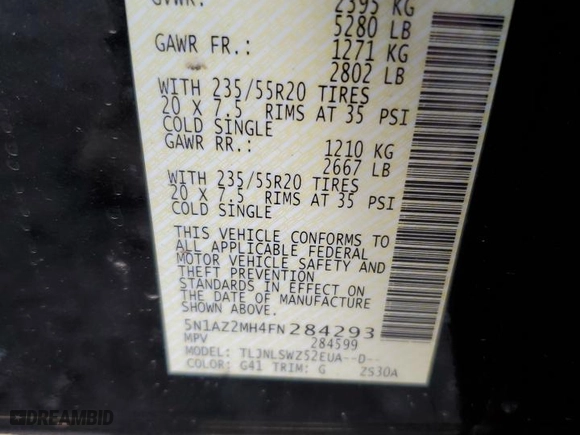 GVWR: 2395 KG
5280 LB
GAWR FR.: 1271 KG
2802 LB
WITH 235/55R20 TIRES
20 X 7.5 RIMS AT 35 PSI
COLD SINGLE
GAWR RR.: 1210 KG
2667 LB
WITH 235/55R20 TIRES
20 X 7.5 RIMS AT 35 PSI
COLD SINGLE
THIS VEHICLE CONFORMS TO
ALL APPLICABLE FEDERAL
MOTOR VEHICLE SAFETY AND
THEFT PREVENTION
STANDARDS IN EFFECT ON
THE DATE OF MANUFACTURE
SHOWN ABOVE.
5N1AZ2MH4FN284293
MPV 284599
MODEL: TLJNLSWZ52EUA--D--
COLOR: G41 TRIM: G ZS30A
DREAMBID